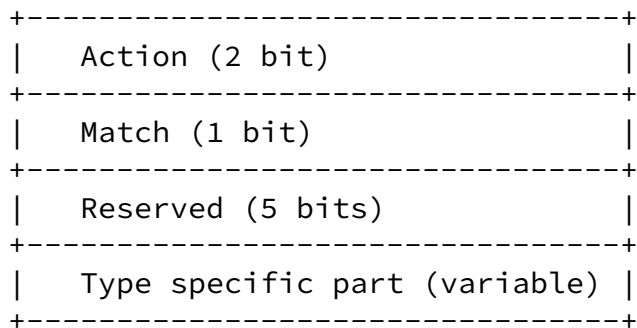 Action (2 bit)
Match (1 bit)
Reserved (5 bits)
Type specific part (variable)